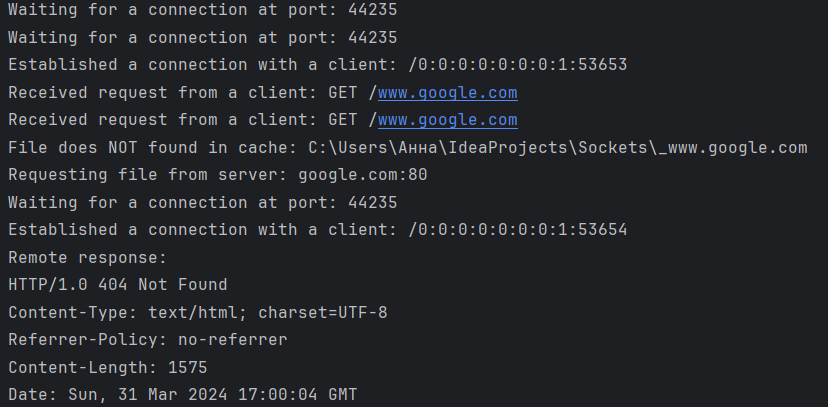 Waiting for a connection at port: 44235
Waiting for a connection at port: 44235
Established a connection with a client: /0:0:0:0:0:0:0:1:53653
Received request from a client: GET /www.google.com
Received request from a client: GET /www.google.com
File does NOT found in cache: C:\Users\Анна\IdeaProjects\Sockets\_www.google.com
Requesting file from server: google.com:80
Waiting for a connection at port: 44235
Established a connection with a client: /0:0:0:0:0:0:0:1:53654
Remote response:
HTTP/1.0 404 Not Found
Content-Type: text/html; charset=UTF-8
Referrer-Policy: no-referrer
Content-Length: 1575
Date: Sun, 31 Mar 2024 17:00:04 GMT